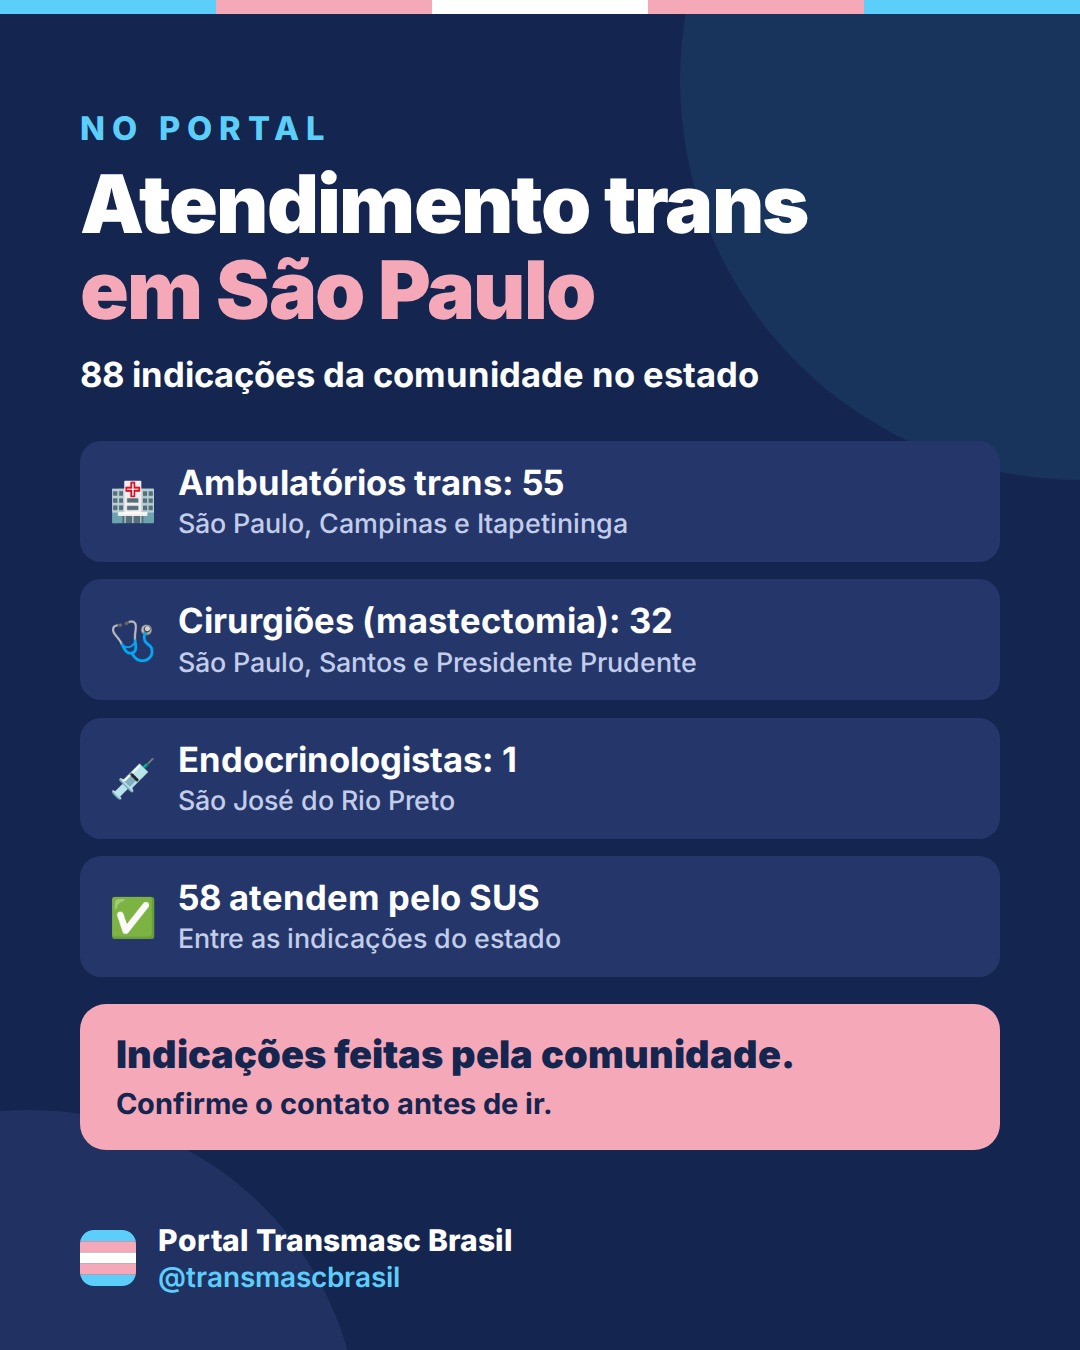 NO PORTAL
Atendimento trans
em São Paulo
88 indicações da comunidade no estado
Ambulatórios trans: 55
São Paulo, Campinas e Itapetininga
Cirurgiões (mastectomia): 32
São Paulo, Santos e Presidente Prudente
Endocrinologistas: 1
São José do Rio Preto
58 atendem pelo SUS
Entre as indicações do estado
Indicações feitas pela comunidade.
Confirme o contato antes de ir.
Portal Transmasc Brasil
@transmascbrasil